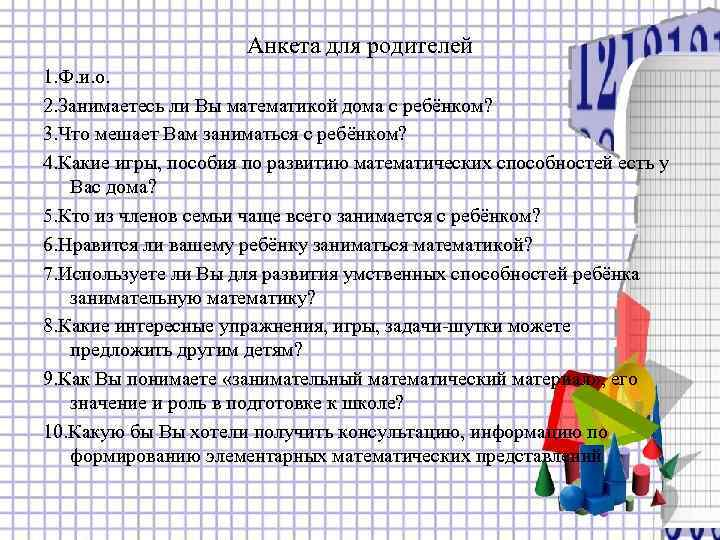 Анкета для родителей
1. Ф.и.о.
2. Занимаетесь ли Вы математикой дома с ребёнком?
3. Что мешает Вам заниматься с ребёнком?
4. Какие игры, пособия по развитию математических способностей есть у
Вас дома?
5. Кто из членов семьи чаще всего занимается с ребёнком?
6. Нравится ли вашему ребёнку заниматься математикой?
7. Используете ли Вы для развития умственных способностей ребёнка
занимательную математику?
8. Какие интересные упражнения, игры, задачи-шутки можете
предложить другим детям?
9. Как Вы понимаете «занимательный математический материал», его
значение и роль в подготовке к школе?
10. Какую бы Вы хотели получить консультацию, информацию по
формированию элементарных математических представлений